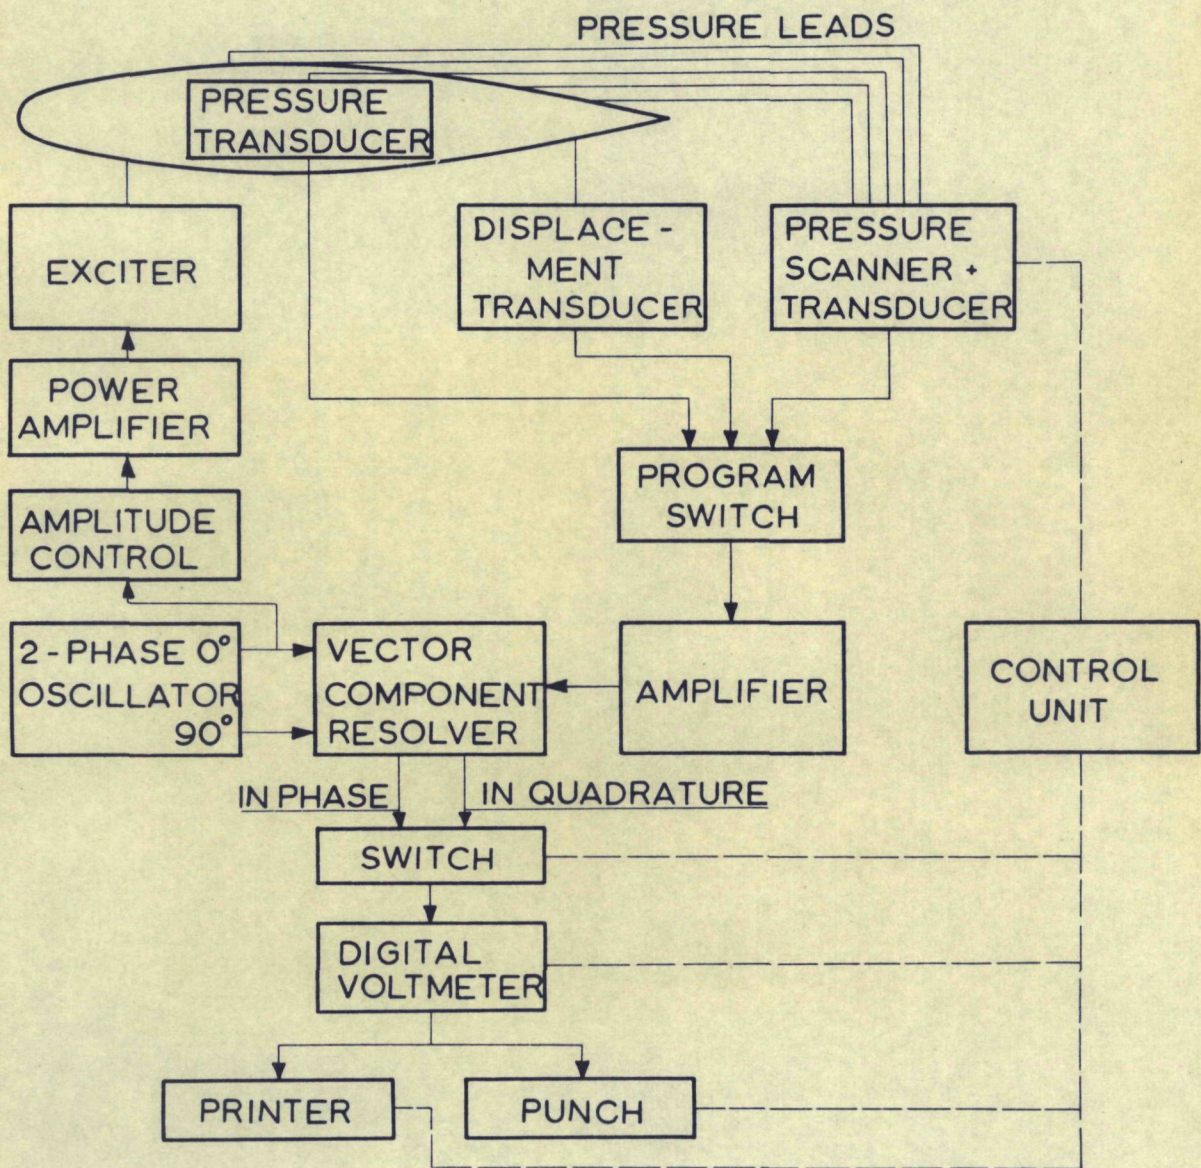 PRESSURE LEADS
PRESSURE
TRANSDUCER
EXCITER
DISPLACE-
MENT
TRANSDUCER
PRESSURE
SCANNER +
TRANSDUCER
POWER
AMPLIFIER
PROGRAM
SWITCH
AMPLITUDE
CONTROL
2-PHASE 0°
OSCILLATOR
90°
VECTOR
COMPONENT
RESOLVER
AMPLIFIER
CONTROL
UNIT
IN PHASE
IN QUADRATURE
SWITCH
DIGITAL
VOLTMETER
PRINTER
PUNCH